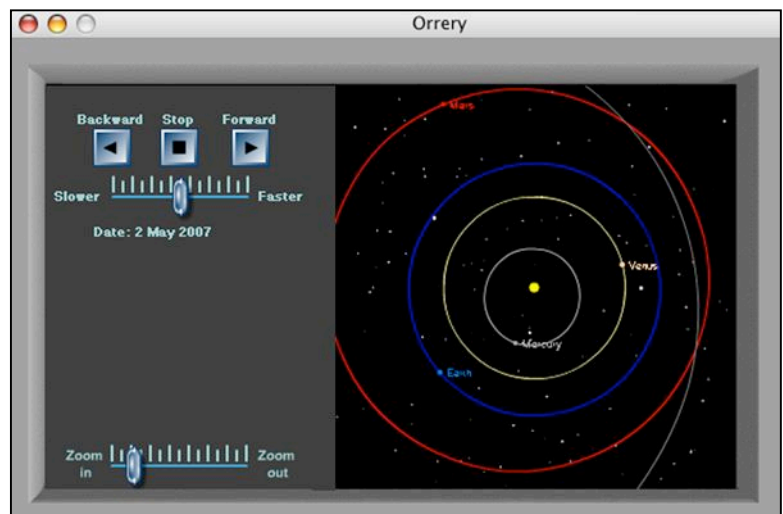 Orrery
Backward Stop Forward
Slower Faster
Date: 2 May 2007
Zoom in
Zoom out
Mars
Venus
Mercury
Earth